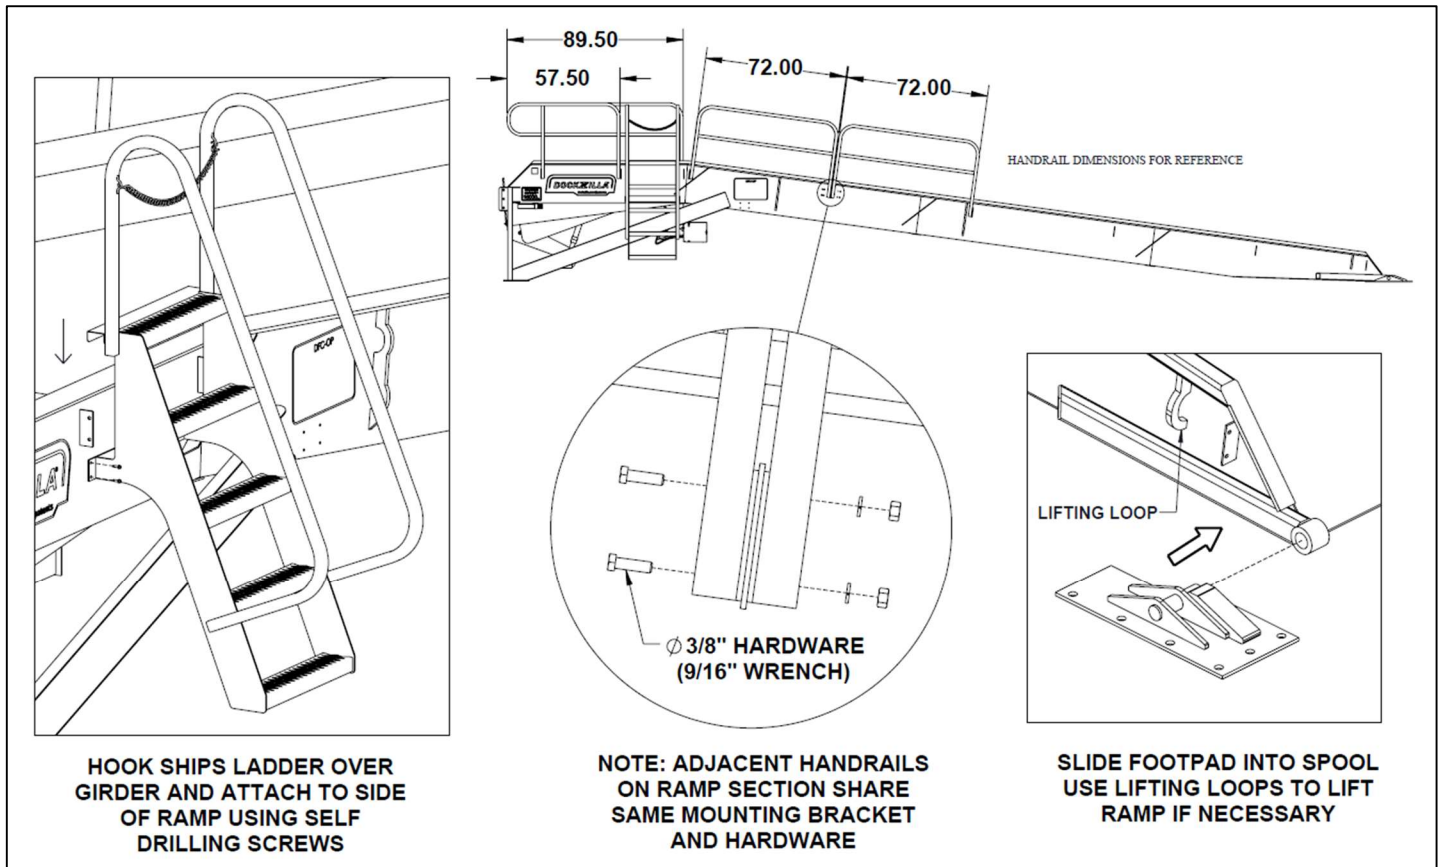 89.50
57.50
72.00
72.00
HANDRAIL DIMENSIONS FOR REFERENCE
DOCKZILLA
DFC-OP
LA
LIFTING LOOP
Ø 3/8" HARDWARE
(9/16" WRENCH)
HOOK SHIPS LADDER OVER
GIRDER AND ATTACH TO SIDE
OF RAMP USING SELF
DRILLING SCREWS
NOTE: ADJACENT HANDRAILS
ON RAMP SECTION SHARE
SAME MOUNTING BRACKET
AND HARDWARE
SLIDE FOOTPAD INTO SPOOL
USE LIFTING LOOPS TO LIFT
RAMP IF NECESSARY